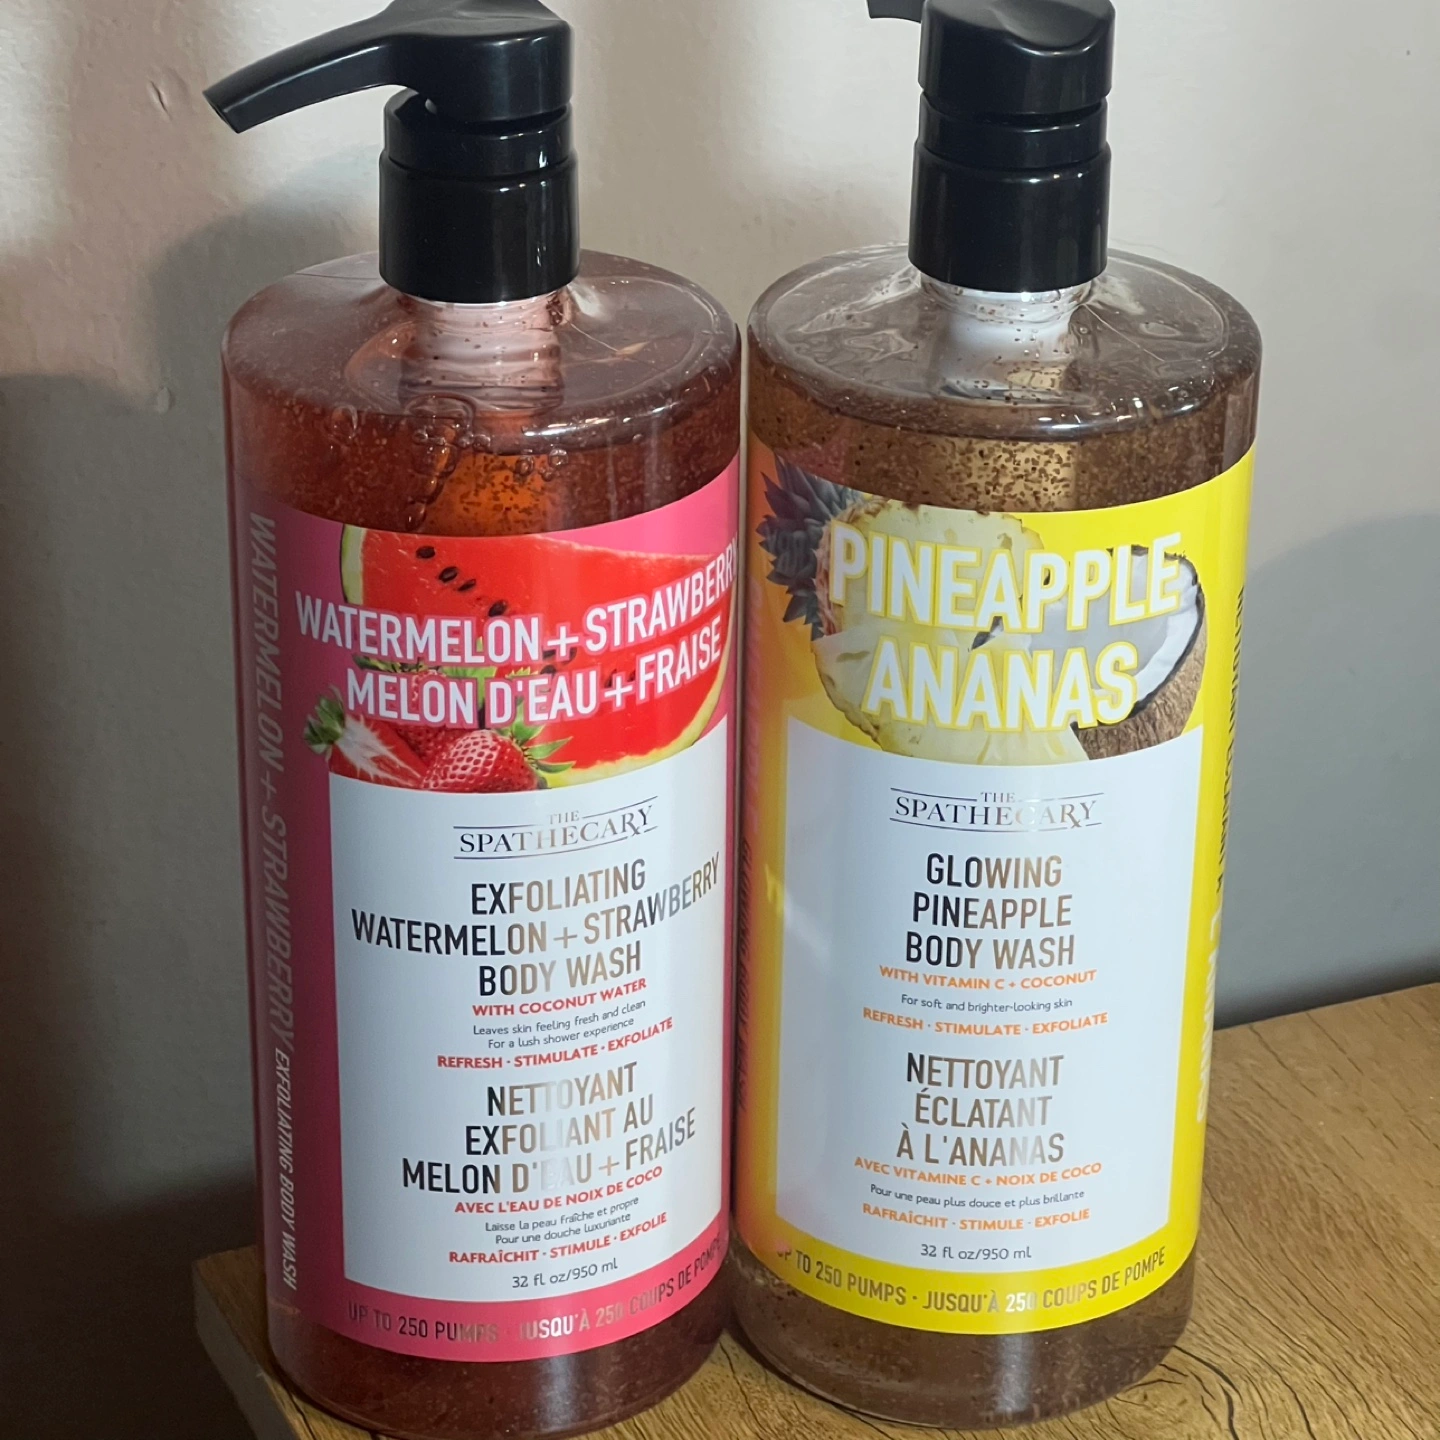 WATERMELON + STRAWBERRY
MELON D'EAU + FRAISE
THE
SPATHECARY
EXFOLIATING
WATERMELON + STRAWBERRY
BODY WASH
WITH COCONUT WATER
Leaves skin feeling fresh and clean
For a lush shower experience
REFRESH · STIMULATE · EXFOLIATE
NETTOYANT
EXFOLIANT AU
MELON D'EAU + FRAISE
AVEC L'EAU DE NOIX DE COCO
Laisse la peau fraîche et propre
Pour une douche luxuriante
RAFRAÎCHIT · STIMULE · EXFOLIE
32 fl oz/950 ml
UP TO 250 PUMPS · JUSQU'À 250 COUPS DE POMPE
WATERMELON + STRAWBERRY EXFOLIATING BODY WASH
PINEAPPLE
ANANAS
THE
SPATHECARY
GLOWING
PINEAPPLE
BODY WASH
WITH VITAMIN C + COCONUT
For soft and brighter-looking skin
REFRESH · STIMULATE · EXFOLIATE
NETTOYANT
ÉCLATANT
À L'ANANAS
AVEC VITAMINE C + NOIX DE COCO
Pour une peau plus douce et plus brillante
RAFRAÎCHIT · STIMULE · EXFOLIE
32 fl oz/950 ml
UP TO 250 PUMPS · JUSQU'À 250 COUPS DE POMPE